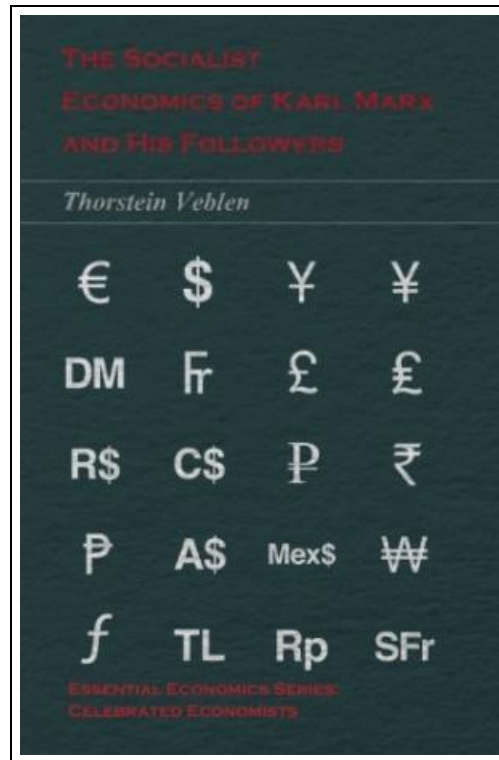 THE SOCIALIST
ECONOMICS OF KARL MARX
AND HIS FOLLOWERS
Thorstein Veblen
€ $ Y ¥
DM ₣r £ ₤
R$ C$ ₽ ₹
₱ A$ Mex$ ₩
ƒ TL Rp SFr
ESSENTIAL ECONOMICS SERIES:
CELEBRATED ECONOMISTS